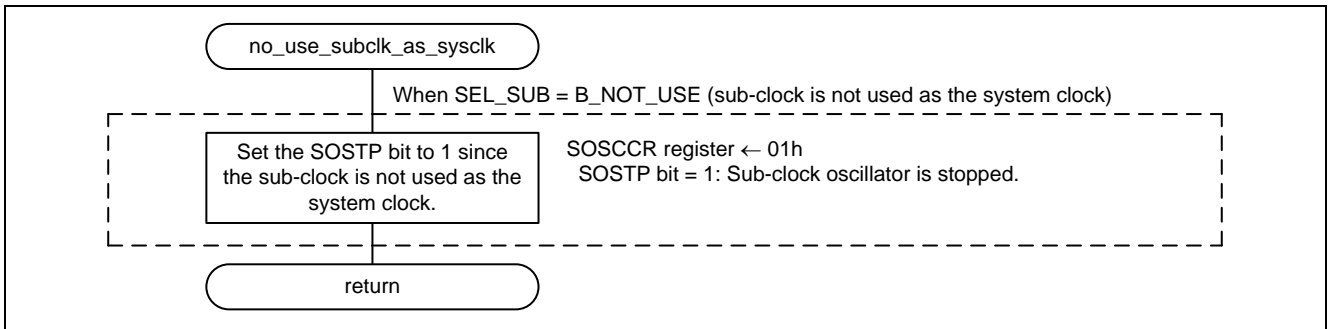 no_use_subclk_as_sysclk
When SEL_SUB = B_NOT_USE (sub-clock is not used as the system clock)
Set the SOSTP bit to 1 since
the sub-clock is not used as the
system clock.
SOSCCR register ← 01h
SOSTP bit = 1: Sub-clock oscillator is stopped.
return